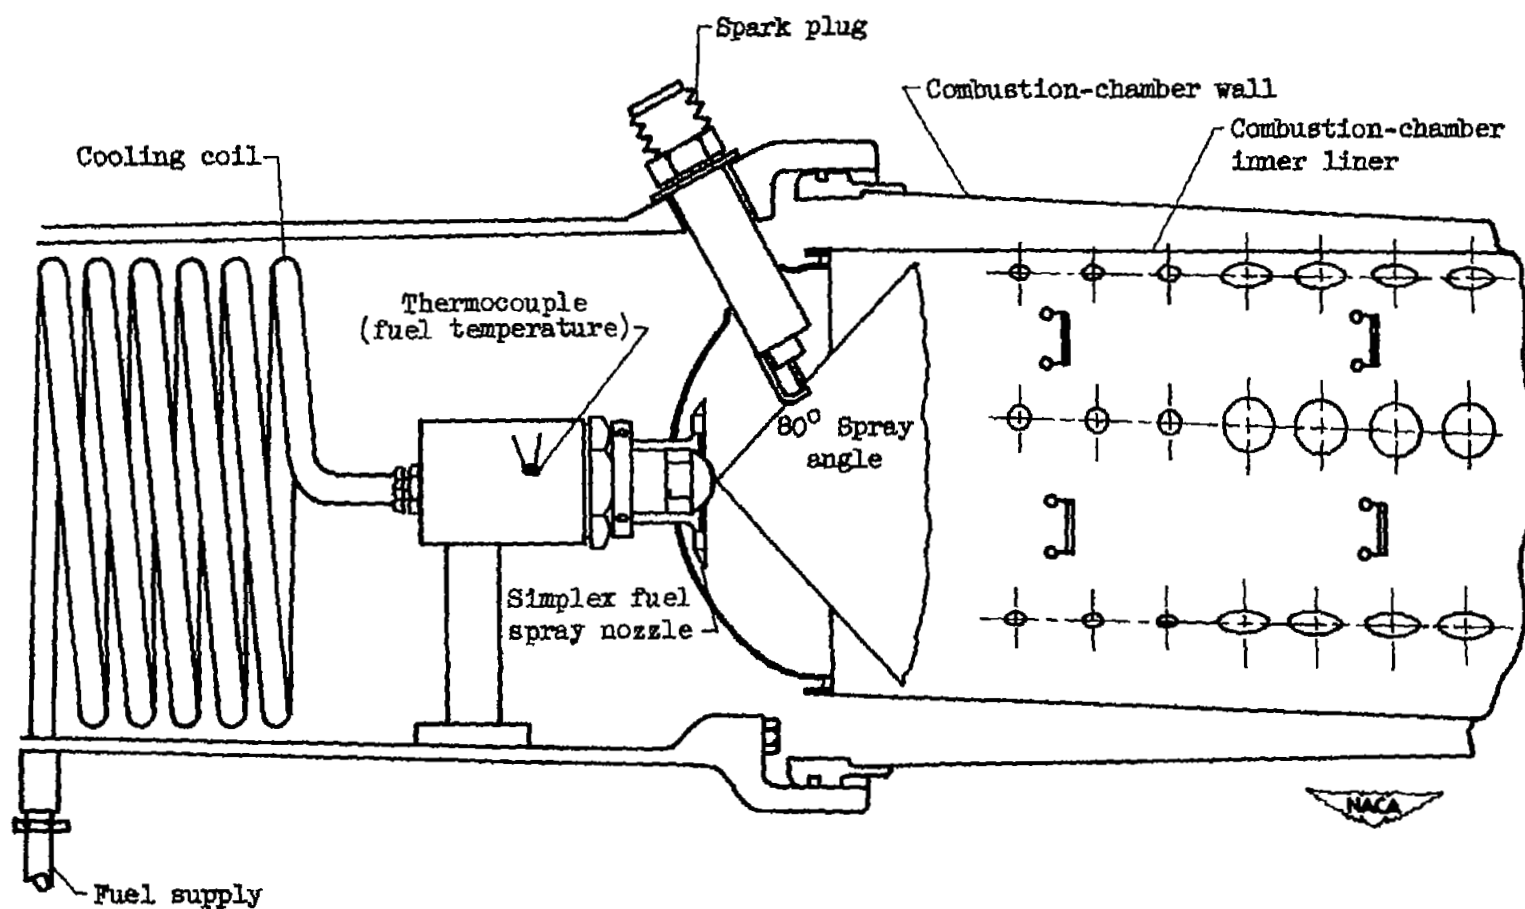 Spark plug
Combustion-chamber wall
Combustion-chamber
inner liner
Cooling coil
Thermocouple
(fuel temperature)
80° Spray
angle
Simplex fuel
spray nozzle
NACA
Fuel supply